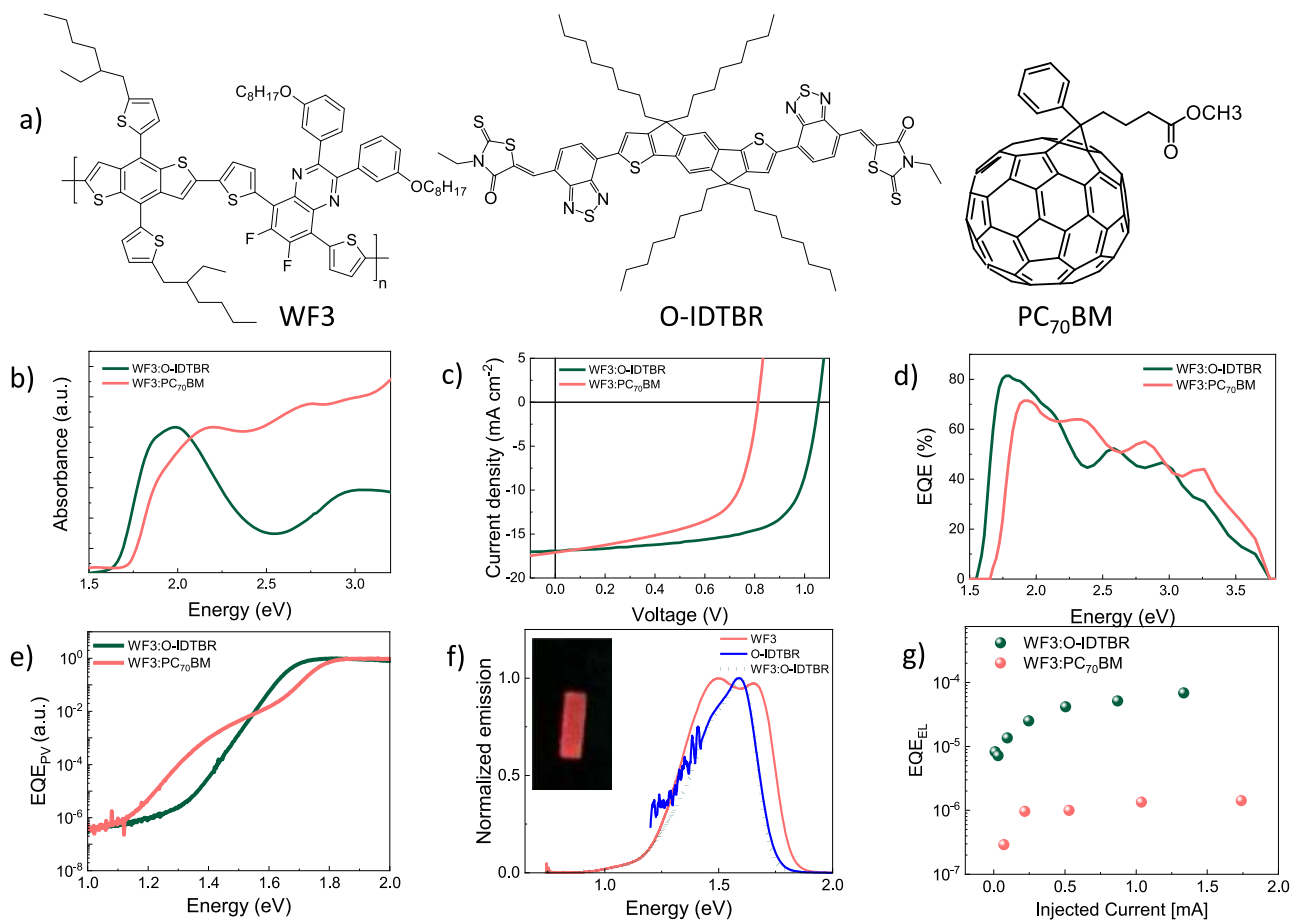 a)
C₈H₁₇O
S
S
S
S
S
N
N
OC₈H₁₇
F
F
S
S
n
WF3
S
N
S
O
N
S
N
S
S
N
S
N
O
N
S
S
O-IDTBR
O
O
OCH3
PC₇₀BM
b)
WF3:O-IDTBR
WF3:PC₇₀BM
Absorbance (a.u.)
1.5 2.0 2.5 3.0
Energy (eV)
c)
WF3:O-IDTBR
WF3:PC₇₀BM
Current density (mA cm⁻²)
5
0
-5
-10
-15
-20
0.0 0.2 0.4 0.6 0.8 1.0
Voltage (V)
d)
WF3:O-IDTBR
WF3:PC₇₀BM
EQE (%)
80
60
40
20
0
1.5 2.0 2.5 3.0 3.5
Energy (eV)
e)
WF3:O-IDTBR
WF3:PC₇₀BM
EQE_PV (a.u.)
10⁰
10⁻²
10⁻⁴
10⁻⁶
10⁻⁸
1.0 1.2 1.4 1.6 1.8 2.0
Energy (eV)
f)
WF3
O-IDTBR
WF3:O-IDTBR
Normalized emission
1.0
0.5
0.0
1.0 1.5 2.0
Energy (eV)
g)
WF3:O-IDTBR
WF3:PC₇₀BM
EQE_EL
10⁻⁴
10⁻⁵
10⁻⁶
10⁻⁷
0.0 0.5 1.0 1.5 2.0
Injected Current [mA]